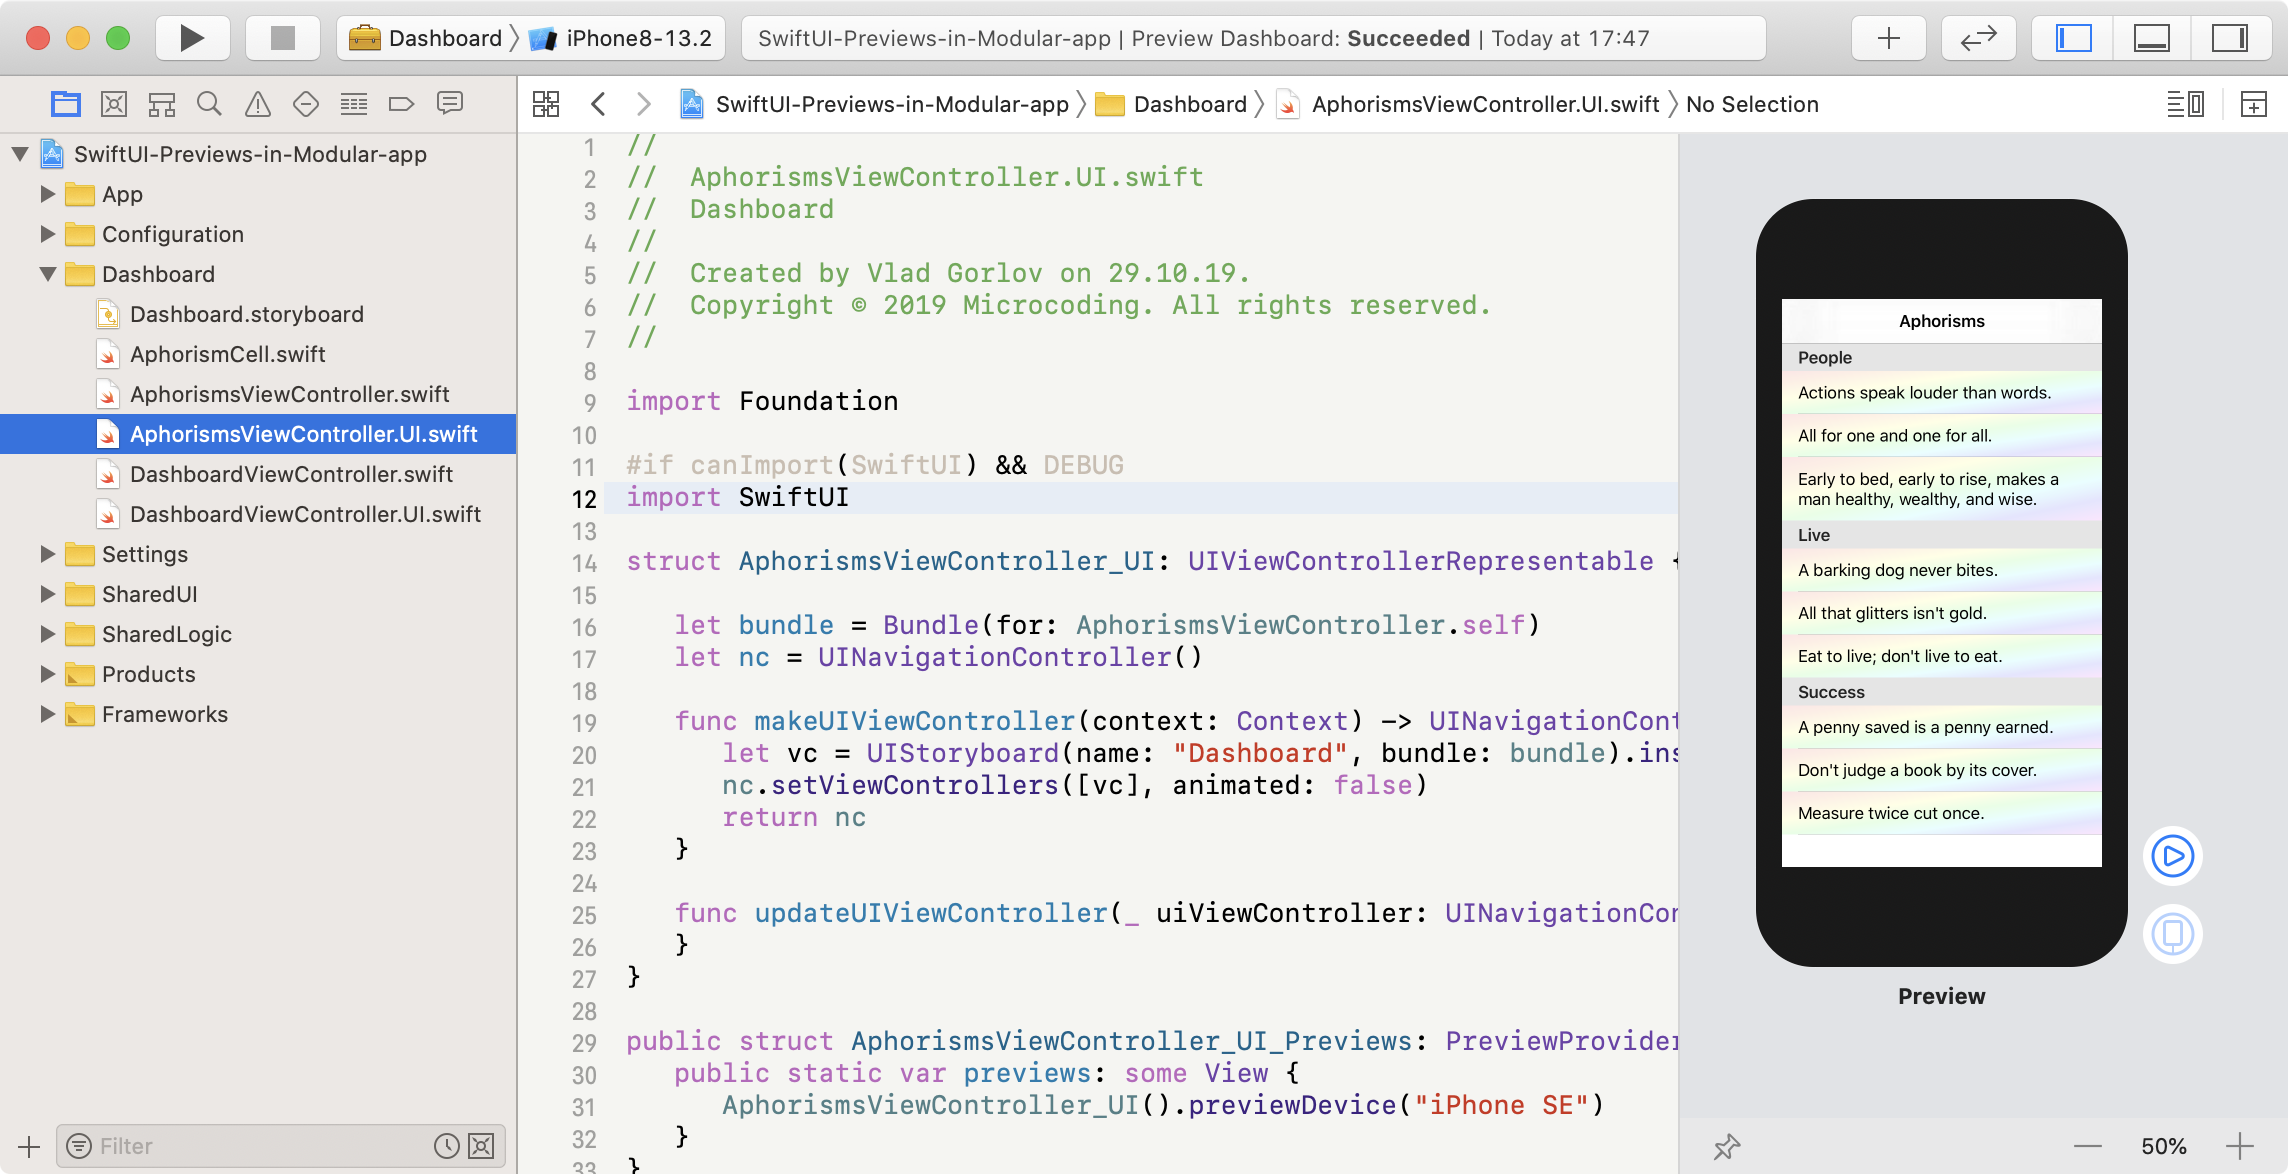 Dashboard iPhone8-13.2
SwiftUI-Previews-in-Modular-app | Preview Dashboard: Succeeded | Today at 17:47
SwiftUI-Previews-in-Modular-app Dashboard AphorismsViewController.UI.swift No Selection
SwiftUI-Previews-in-Modular-app
App
Configuration
Dashboard
Dashboard.storyboard
AphorismCell.swift
AphorismsViewController.swift
AphorismsViewController.UI.swift
DashboardViewController.swift
DashboardViewController.UI.swift
Settings
SharedUI
SharedLogic
Products
Frameworks
Filter
1 //
2 //  AphorismsViewController.UI.swift
3 //  Dashboard
4 //
5 //  Created by Vlad Gorlov on 29.10.19.
6 //  Copyright © 2019 Microcoding. All rights reserved.
7 //
8
9 import Foundation
10
11 #if canImport(SwiftUI) && DEBUG
12 import SwiftUI
13
14 struct AphorismsViewController_UI: UIViewControllerRepresentable {
15
16    let bundle = Bundle(for: AphorismsViewController.self)
17    let nc = UINavigationController()
18
19    func makeUIViewController(context: Context) -> UINavigationCont
20       let vc = UIStoryboard(name: "Dashboard", bundle: bundle).ins
21       nc.setViewControllers([vc], animated: false)
22       return nc
23    }
24
25    func updateUIViewController(_ uiViewController: UINavigationCon
26    }
27 }
28
29 public struct AphorismsViewController_UI_Previews: PreviewProvider
30    public static var previews: some View {
31       AphorismsViewController_UI().previewDevice("iPhone SE")
32    }
33 }
Aphorisms
People
Actions speak louder than words.
All for one and one for all.
Early to bed, early to rise, makes a
man healthy, wealthy, and wise.
Live
A barking dog never bites.
All that glitters isn't gold.
Eat to live; don't live to eat.
Success
A penny saved is a penny earned.
Don't judge a book by its cover.
Measure twice cut once.
Preview
50%